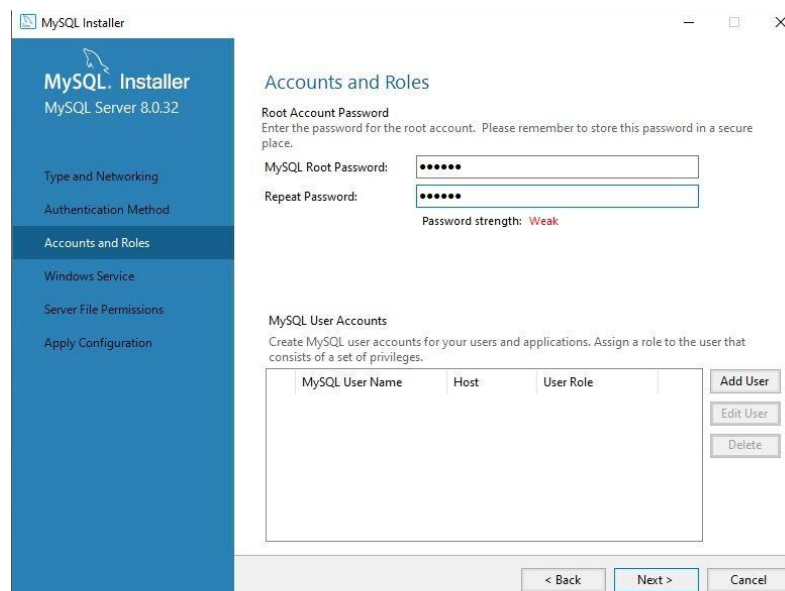 MySQL Installer
MySQL. Installer
MySQL Server 8.0.32
Type and Networking
Authentication Method
Accounts and Roles
Windows Service
Server File Permissions
Apply Configuration
Accounts and Roles
Root Account Password
Enter the password for the root account. Please remember to store this password in a secure
place.
MySQL Root Password: ●●●●●●
Repeat Password: ●●●●●●
Password strength: Weak
MySQL User Accounts
Create MySQL user accounts for your users and applications. Assign a role to the user that
consists of a set of privileges.
MySQL User Name Host User Role
Add User
Edit User
Delete
< Back Next > Cancel